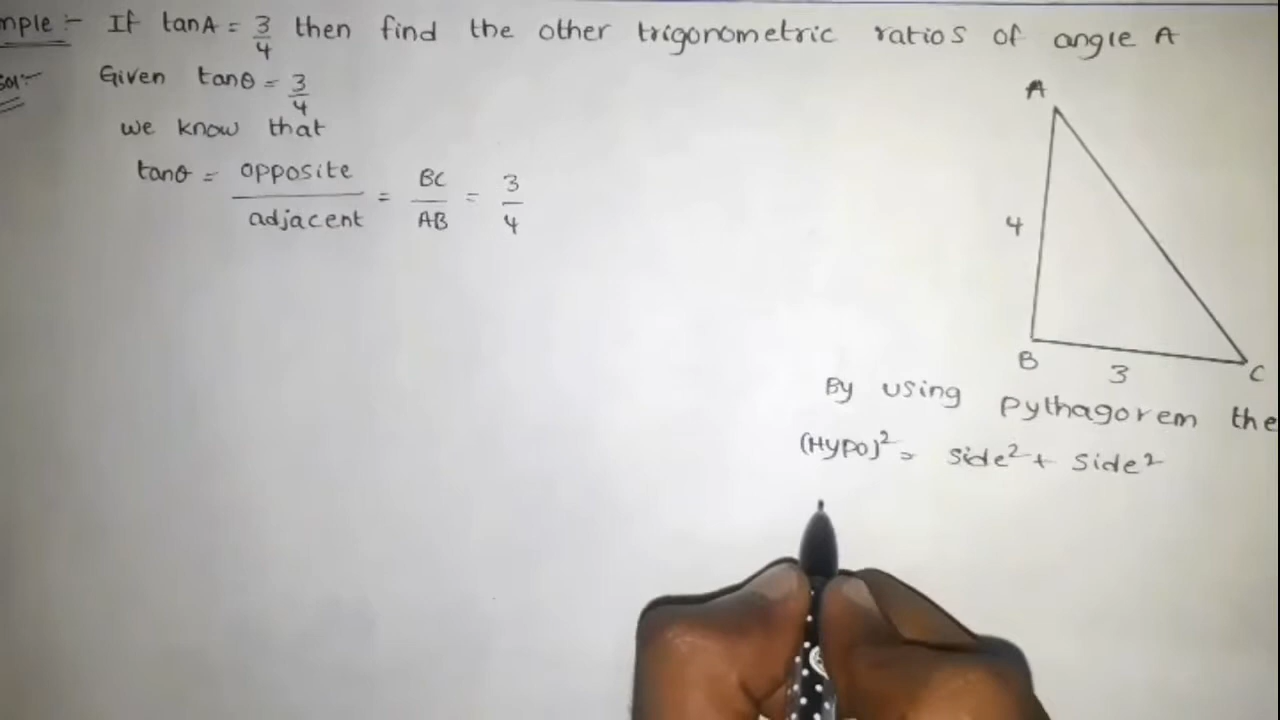 mple :- If tanA = 3/4 then find the other trigonometric ratios of angle A
Sol:- Given tanθ = 3/4
we know that
tanθ = opposite/adjacent = BC/AB = 3/4
A
4
B
3
C
By using pythagorem the
(Hypo)² = side² + side²